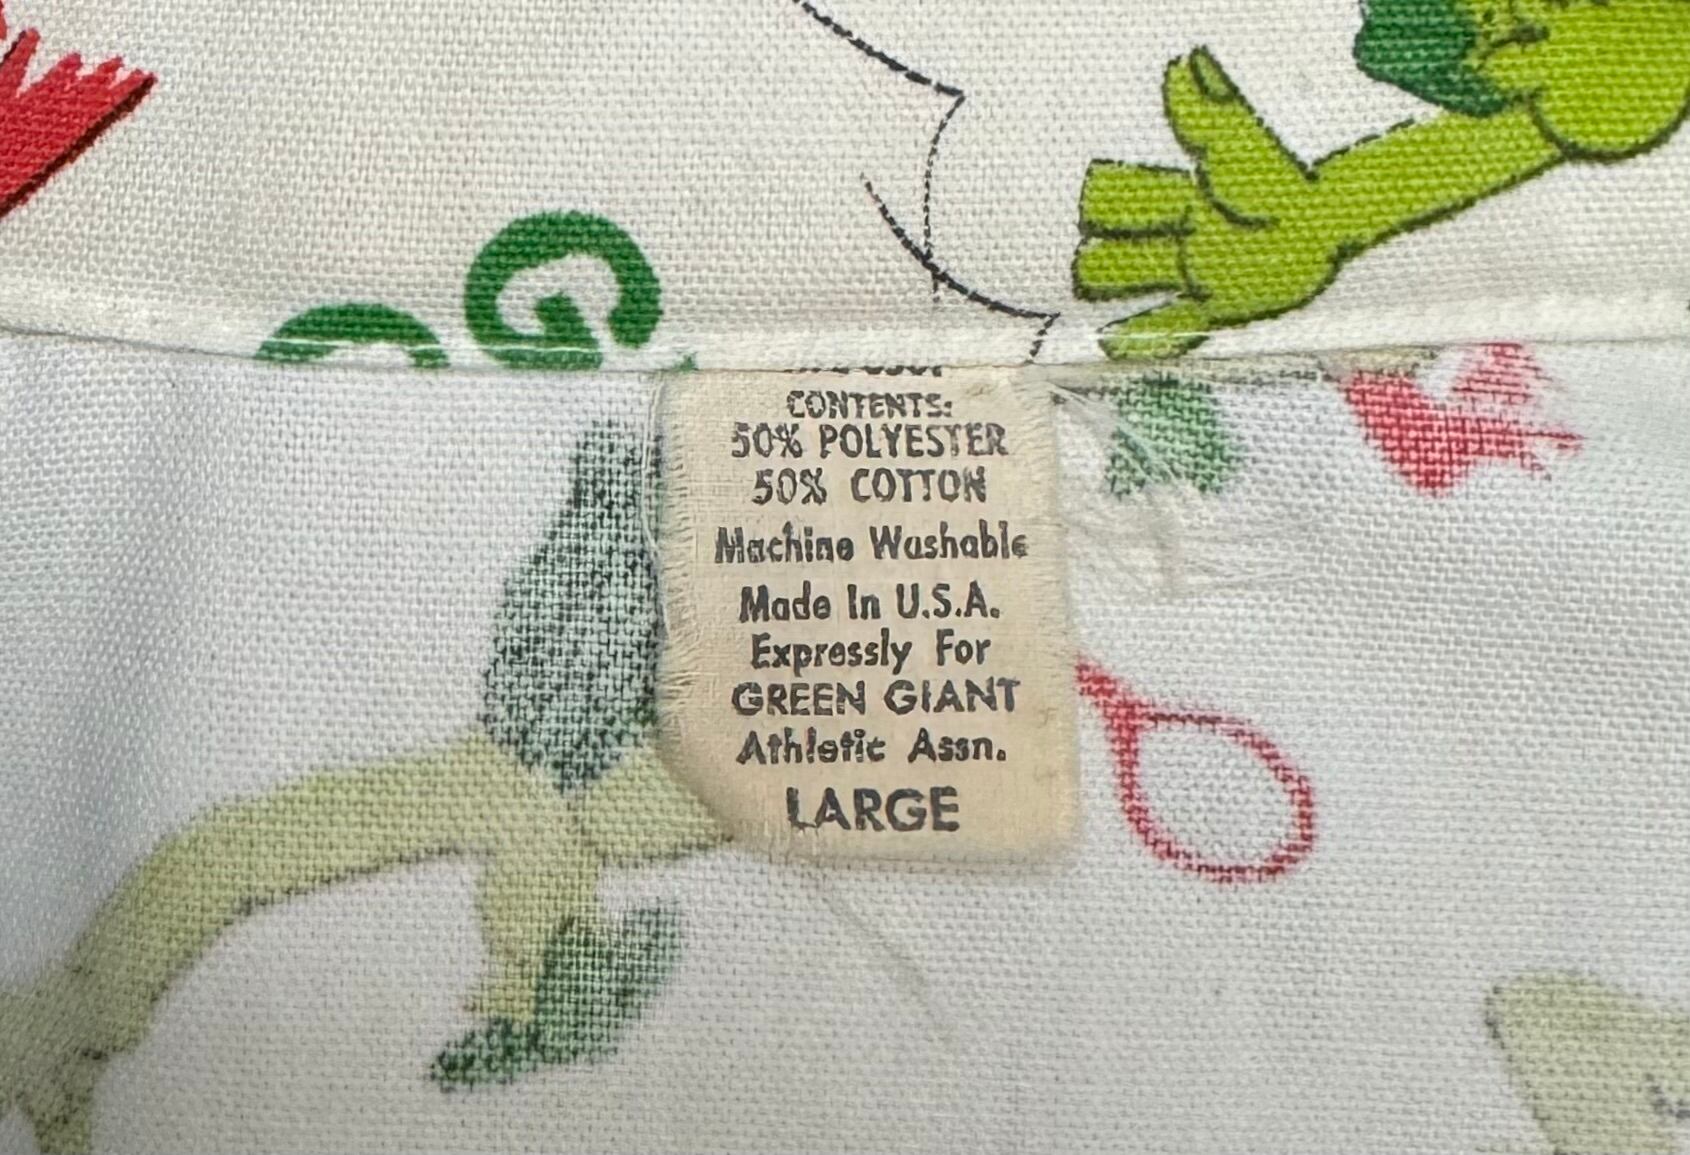 G
CONTENTS:
50% POLYESTER
50% COTTON
Machine Washable
Made In U.S.A.
Expressly For
GREEN GIANT
Athletic Assn.
LARGE